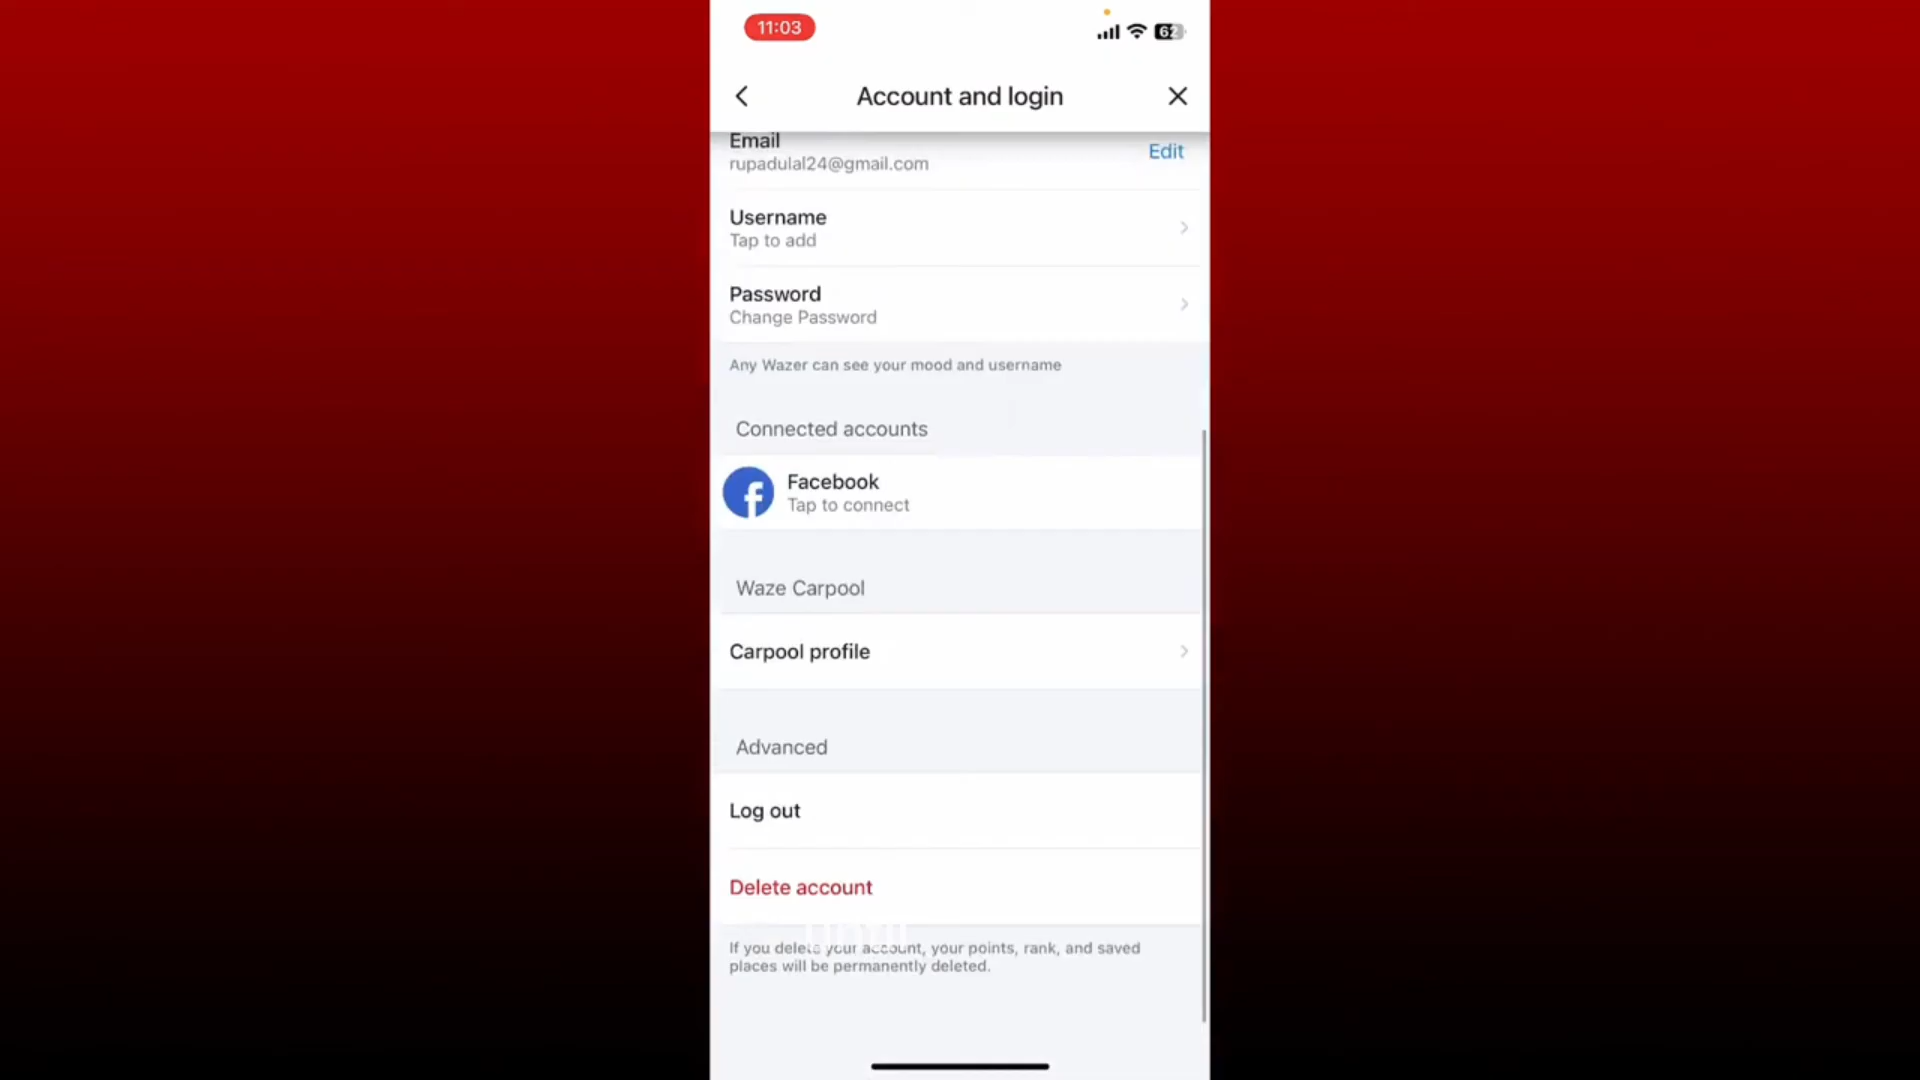 11:03
62
Account and login
Email
rupadulal24@gmail.com
Edit
Username
Tap to add
Password
Change Password
Any Wazer can see your mood and username
Connected accounts
Facebook
Tap to connect
Waze Carpool
Carpool profile
Advanced
Log out
Delete account
If you delete your account, your points, rank, and saved
places will be permanently deleted.